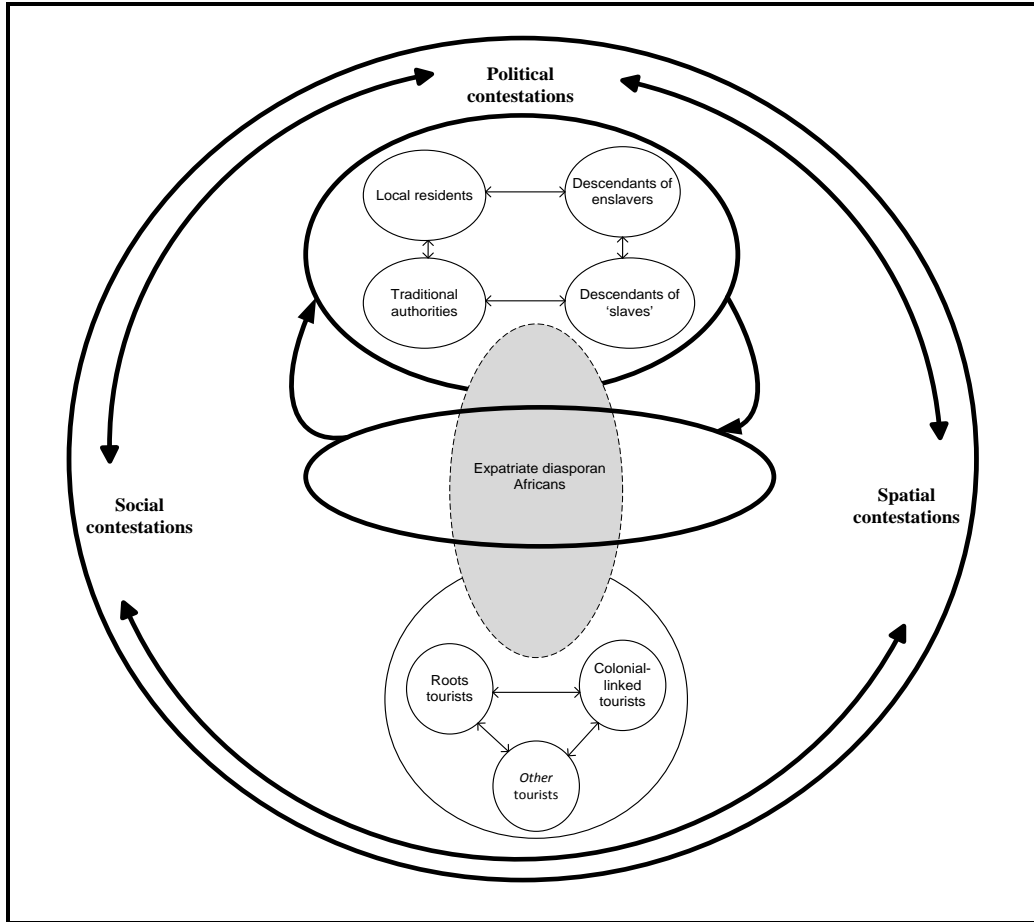 Political
contestations
Local residents
Descendants of
enslavers
Traditional
authorities
Descendants of
‘slaves’
Expatriate diasporan
Africans
Social
contestations
Spatial
contestations
Roots
tourists
Colonial-
linked
tourists
Other
tourists